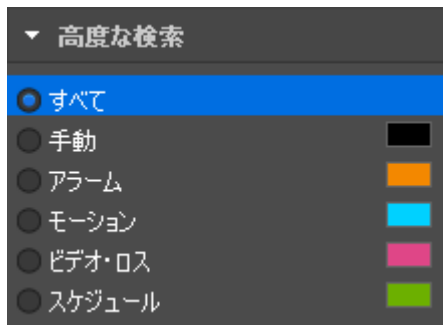 高度な検索
すべて
手動
アラーム
モーション
ビデオ・ロス
スケジュール